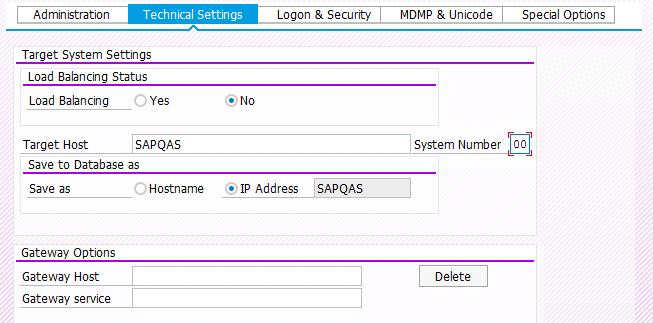 Administration Technical Settings Logon & Security MDMP & Unicode Special Options
Target System Settings
Load Balancing Status
Load Balancing Yes No
Target Host SAPQAS System Number 00
Save to Database as
Save as Hostname IP Address SAPQAS
Gateway Options
Gateway Host Delete
Gateway service